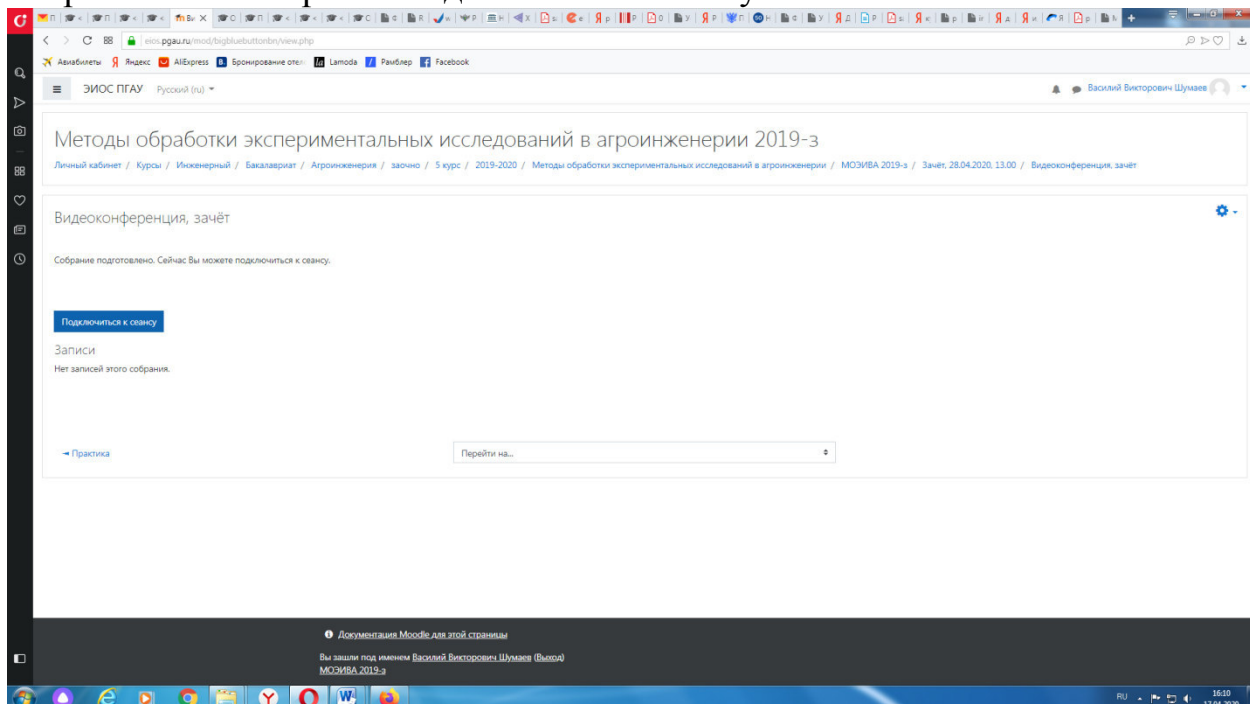 eios.pgau.ru/mod/bigbluebuttonbn/view.php
Авиабилеты Яндекс AliExpress Бронирование отел Lamoda Рамблер Facebook
ЭИОС ПГАУ Русский (ru)
Василий Викторович Шумаев
Методы обработки экспериментальных исследований в агроинженерии 2019-з
Личный кабинет / Курсы / Инженерный / Бакалавриат / Агроинженерия / заочно / 5 курс / 2019-2020 / Методы обработки экспериментальных исследований в агроинженерии / МОЭИВА 2019-з / Зачёт, 28.04.2020, 13.00 / Видеоконференция, зачёт
Видеоконференция, зачёт
Собрание подготовлено. Сейчас Вы можете подключиться к сеансу.
Подключиться к сеансу
Записи
Нет записей этого собрания.
◄ Практика
Перейти на...
Документация Moodle для этой страницы
Вы зашли под именем Василий Викторович Шумаев (Выход)
МОЭИВА 2019-з
RU
16:10
17.04.2020